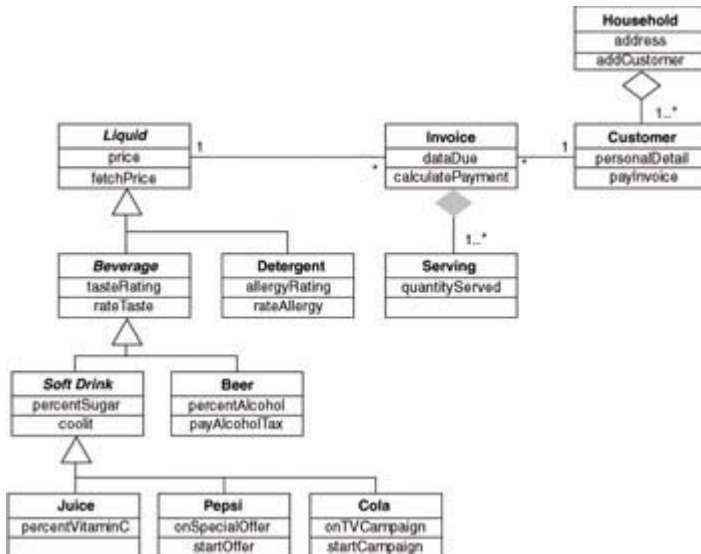 Household
address
addCustomer
1..*
Liquid
price
fetchPrice
1
*
Invoice
dataDue
calculatePayment
*
1
Customer
personalDetail
payInvoice
1..*
Beverage
tasteRating
rateTaste
Detergent
allergyRating
rateAllergy
Serving
quantityServed
Soft Drink
percentSugar
coolit
Beer
percentAlcohol
payAlcoholTax
Juice
percentVitaminC
Pepsi
onSpecialOffer
startOffer
Cola
onTVCampaign
startCampaign